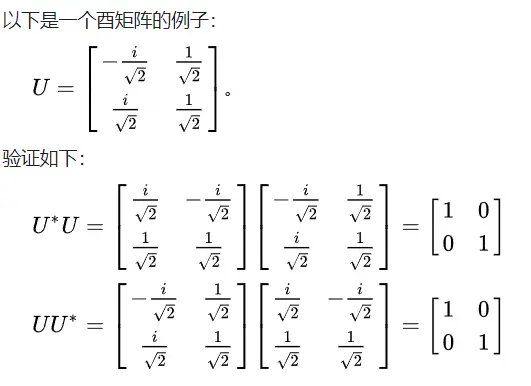 以下是一个酉矩阵的例子：
$U = \begin{bmatrix} -\frac{i}{\sqrt{2}} & \frac{1}{\sqrt{2}} \\ \frac{i}{\sqrt{2}} & \frac{1}{\sqrt{2}} \end{bmatrix}$。
验证如下：
$U^*U = \begin{bmatrix} \frac{i}{\sqrt{2}} & -\frac{i}{\sqrt{2}} \\ \frac{1}{\sqrt{2}} & \frac{1}{\sqrt{2}} \end{bmatrix} \begin{bmatrix} -\frac{i}{\sqrt{2}} & \frac{1}{\sqrt{2}} \\ \frac{i}{\sqrt{2}} & \frac{1}{\sqrt{2}} \end{bmatrix} = \begin{bmatrix} 1 & 0 \\ 0 & 1 \end{bmatrix}$
$UU^* = \begin{bmatrix} -\frac{i}{\sqrt{2}} & \frac{1}{\sqrt{2}} \\ \frac{i}{\sqrt{2}} & \frac{1}{\sqrt{2}} \end{bmatrix} \begin{bmatrix} \frac{i}{\sqrt{2}} & -\frac{i}{\sqrt{2}} \\ \frac{1}{\sqrt{2}} & \frac{1}{\sqrt{2}} \end{bmatrix} = \begin{bmatrix} 1 & 0 \\ 0 & 1 \end{bmatrix}$